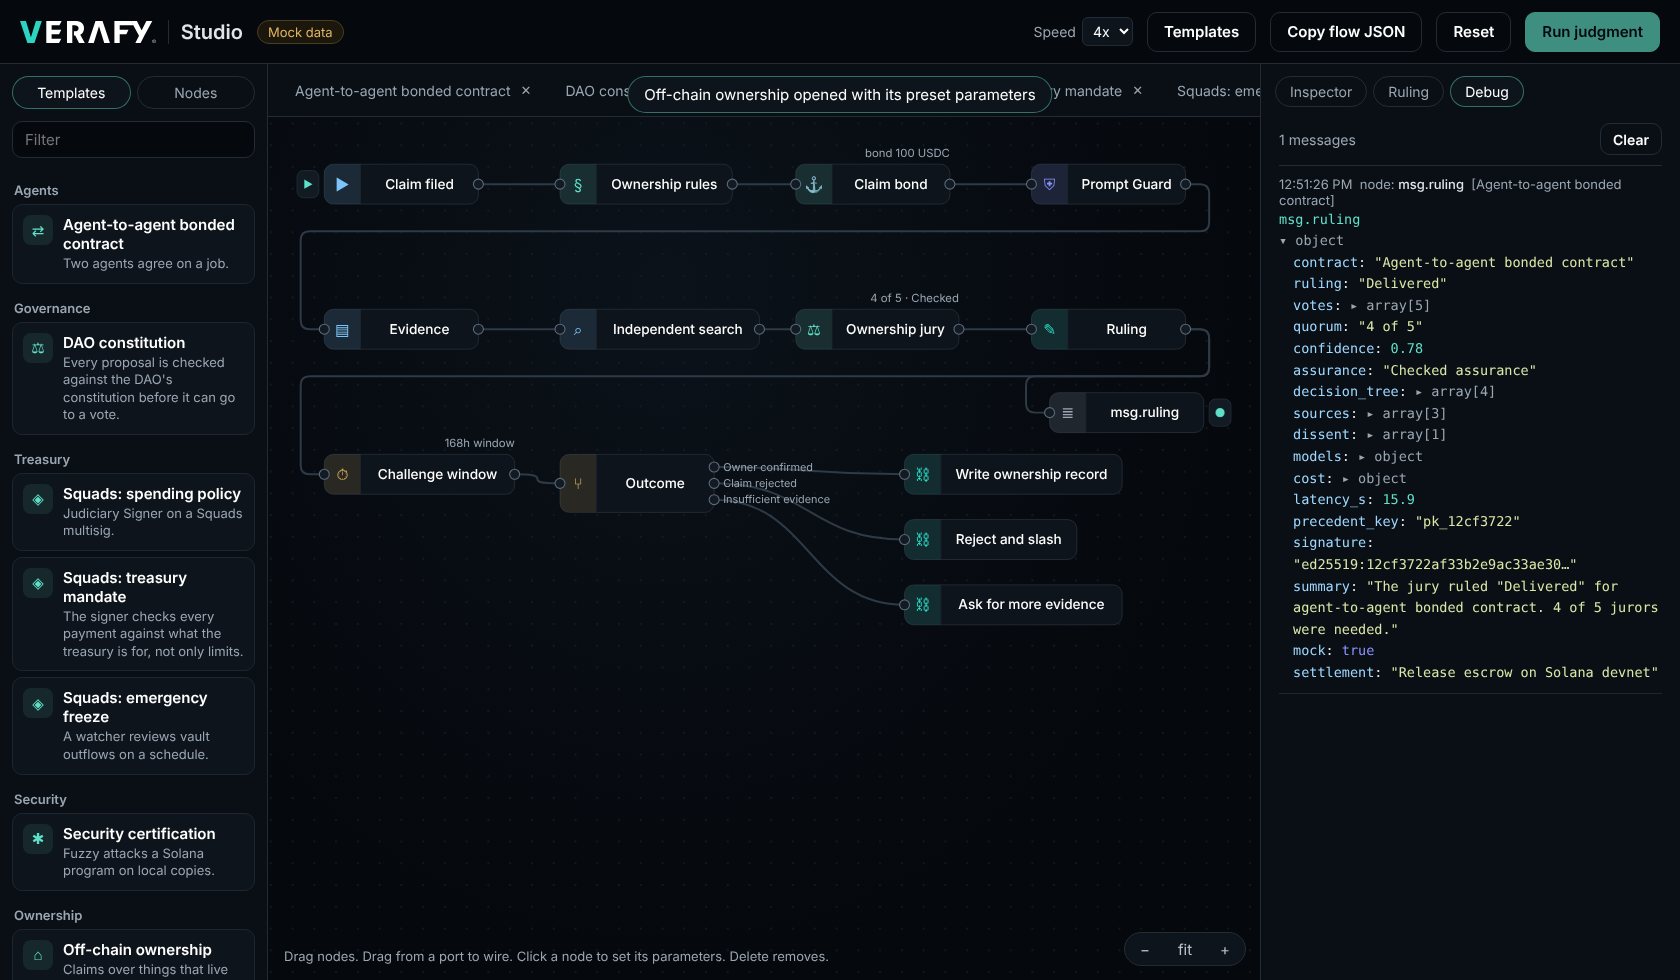 VERAFY
Studio
Mock data
Speed
4x
Templates
Copy flow JSON
Reset
Run judgment
Templates
Nodes
Filter
Agents
Agent-to-agent bonded
contract
Two agents agree on a job.
Governance
DAO constitution
Every proposal is checked
against the DAO's
constitution before it can go
to a vote.
Treasury
Squads: spending policy
Judiciary Signer on a Squads
multisig.
Squads: treasury
mandate
The signer checks every
payment against what the
treasury is for, not only limits.
Squads: emergency
freeze
A watcher reviews vault
outflows on a schedule.
Security
Security certification
Fuzzy attacks a Solana
program on local copies.
Ownership
Off-chain ownership
Claims over things that live
Agent-to-agent bonded contract ×
DAO cons
Off-chain ownership opened with its preset parameters
y mandate ×
Squads: eme
bond 100 USDC
Claim filed
§ Ownership rules
Claim bond
Prompt Guard
4 of 5 · Checked
Evidence
Independent search
Ownership jury
Ruling
msg.ruling
168h window
Challenge window
Outcome
Owner confirmed
Claim rejected
Insufficient evidence
Write ownership record
Reject and slash
Ask for more evidence
Drag nodes. Drag from a port to wire. Click a node to set its parameters. Delete removes.
− fit +
Inspector
Ruling
Debug
1 messages
Clear
12:51:26 PM node: msg.ruling [Agent-to-agent bonded
contract]
msg.ruling
▾ object
contract: "Agent-to-agent bonded contract"
ruling: "Delivered"
votes: ▸ array[5]
quorum: "4 of 5"
confidence: 0.78
assurance: "Checked assurance"
decision_tree: ▸ array[4]
sources: ▸ array[3]
dissent: ▸ array[1]
models: ▸ object
cost: ▸ object
latency_s: 15.9
precedent_key: "pk_12cf3722"
signature:
"ed25519:12cf3722af33b2e9ac33ae30…"
summary: "The jury ruled "Delivered" for
agent-to-agent bonded contract. 4 of 5 jurors
were needed."
mock: true
settlement: "Release escrow on Solana devnet"